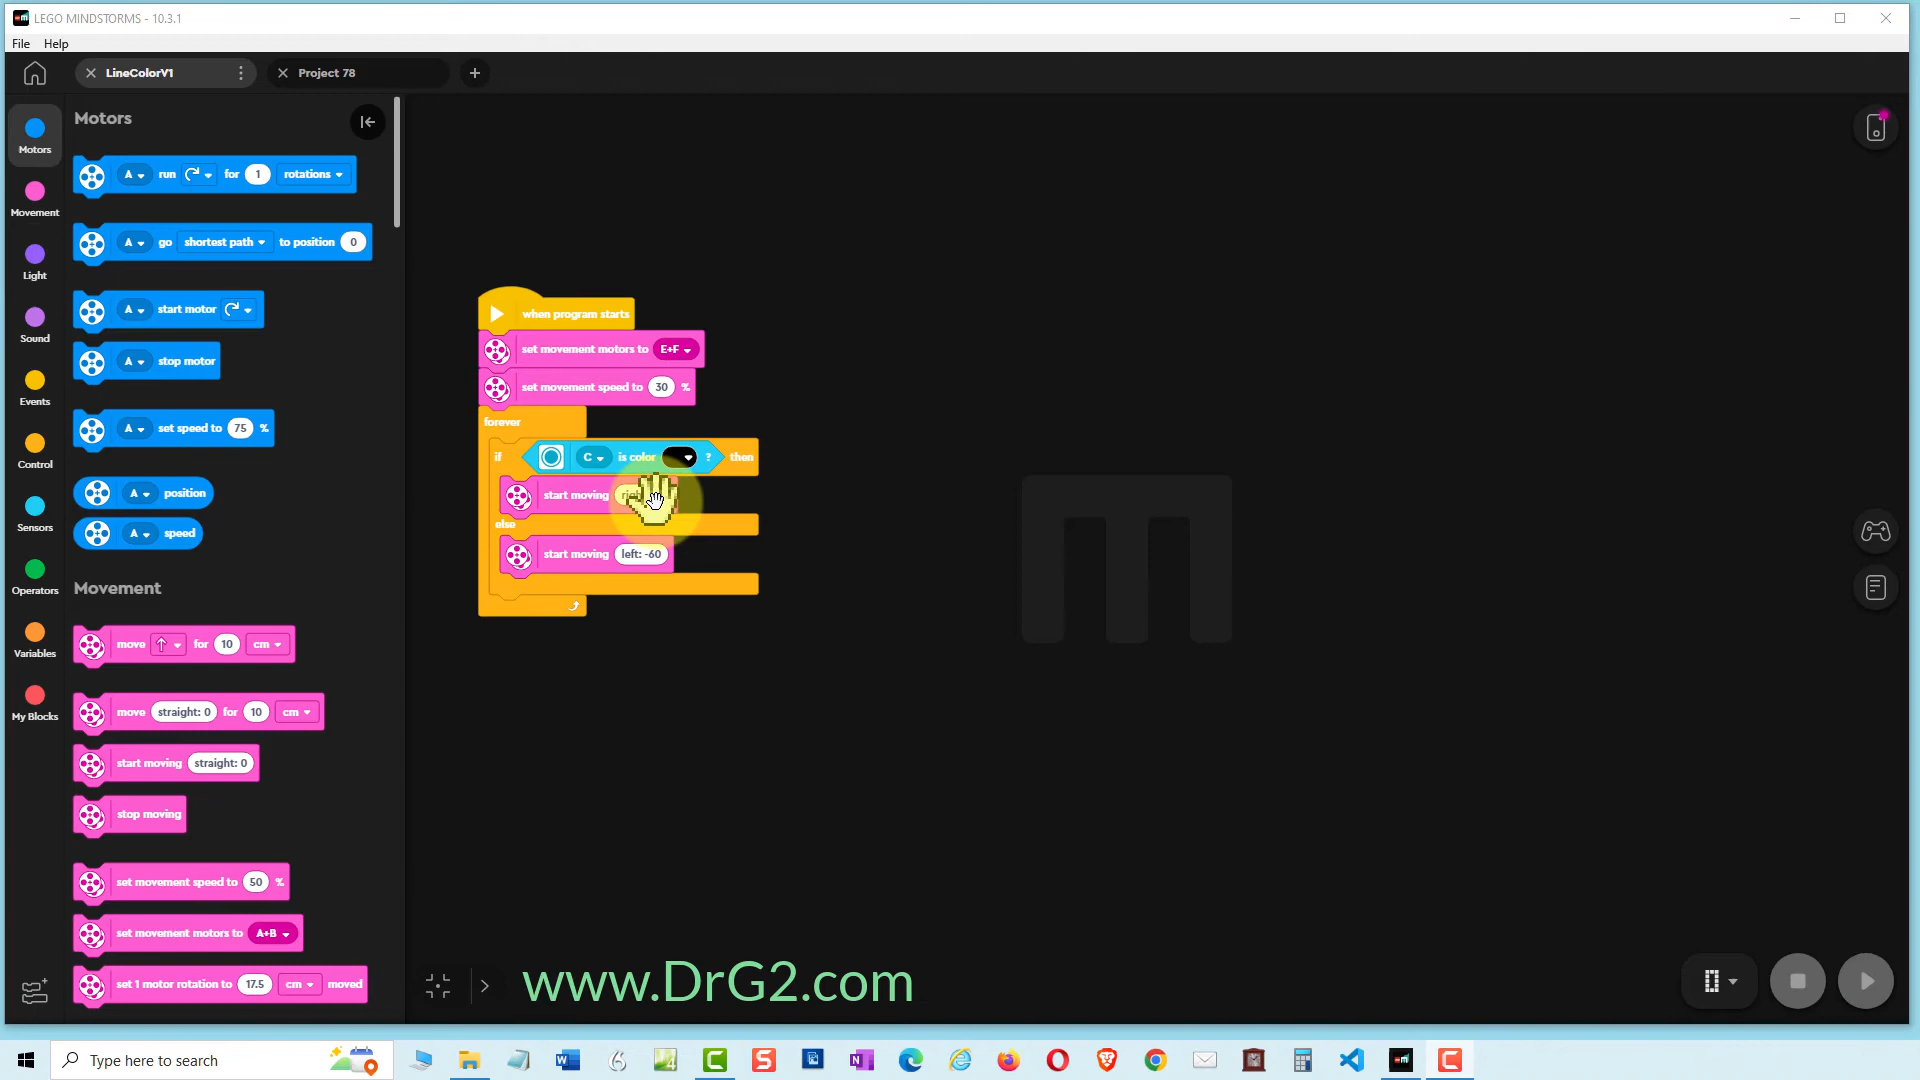 LEGO MINDSTORMS - 10.3.1
File Help
LineColorV1 Project 78
Motors
Motors
A run for 1 rotations
Movement
A go shortest path to position 0
Light
A start motor
Sound
A stop motor
Events
A set speed to 75 %
Control
A position
Sensors
A speed
Operators
Movement
Variables
move for 10 cm
My Blocks
move straight: 0 for 10 cm
start moving straight: 0
stop moving
set movement speed to 50 %
set movement motors to A+B
set 1 motor rotation to 17.5 cm moved
when program starts
set movement motors to E+F
set movement speed to 30 %
forever
if C is color ? then
start moving
else
start moving left: -60
www.DrG2.com
Type here to search